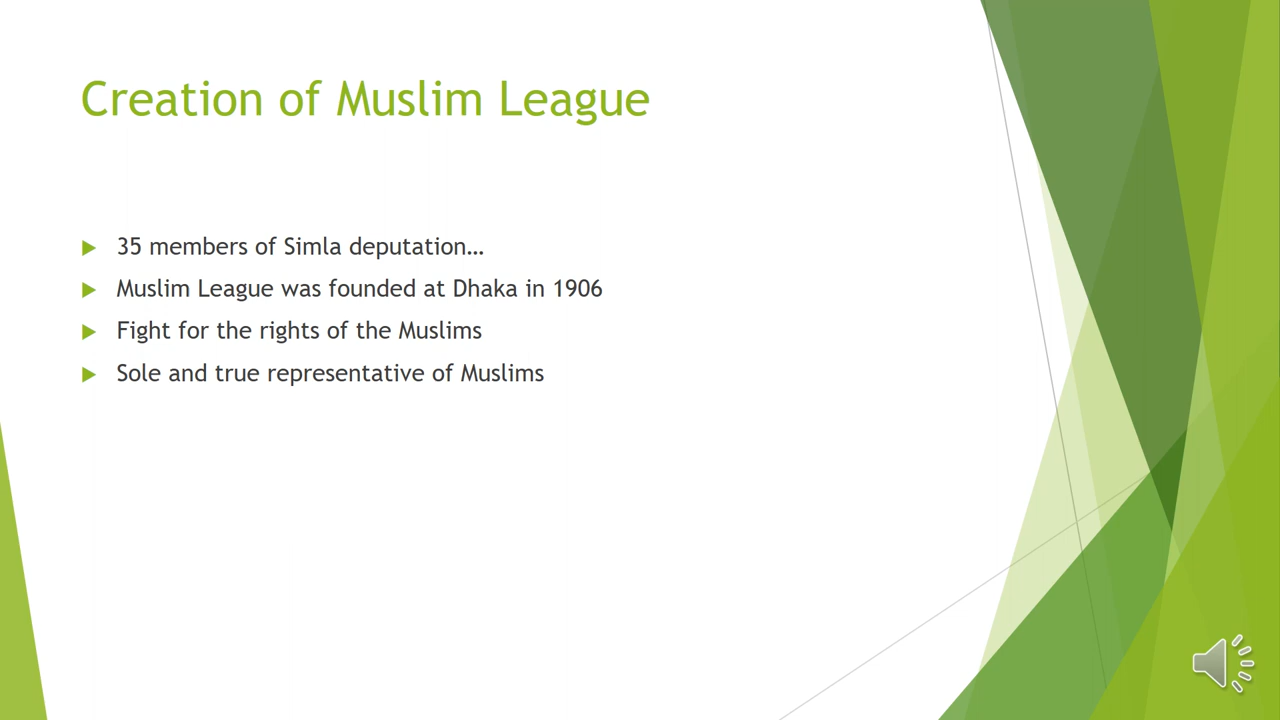 Creation of Muslim League
35 members of Simla deputation…
Muslim League was founded at Dhaka in 1906
Fight for the rights of the Muslims
Sole and true representative of Muslims